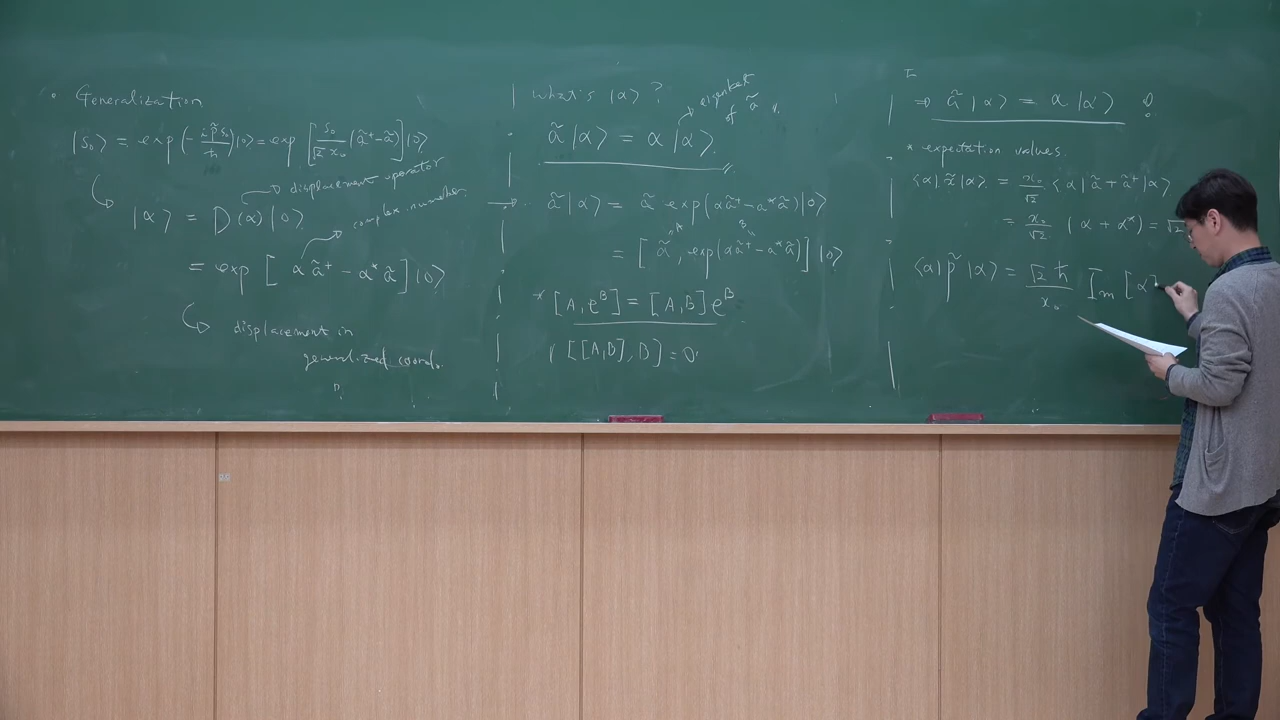 • Generalization
|S₀⟩ = exp(-i p̃ S₀/ħ)|0⟩ = exp[S₀/(√2 x₀) (ã⁺-ã)]|0⟩
→ displacement operator
|α⟩ = D(α)|0⟩
complex number
= exp[αã⁺ - α*ã]|0⟩
displacement in
generalized coords.
what's |α⟩ ?
eigenket
of ã
ã|α⟩ = α|α⟩
→ ã|α⟩ = ã exp(αã⁺-α*ã)|0⟩
A B
= [ã, exp(αã⁺-α*ã)]|0⟩
* [A, e^B] = [A,B]e^B
[[A,B],B] = 0
⇒ ã|α⟩ = α|α⟩ !
* expectation values.
⟨α|x̃|α⟩ = x₀/√2 ⟨α|ã+ã⁺|α⟩
= x₀/√2 (α+α*) = √2
⟨α|p̃|α⟩ = √2 ħ/x₀ Im[α]